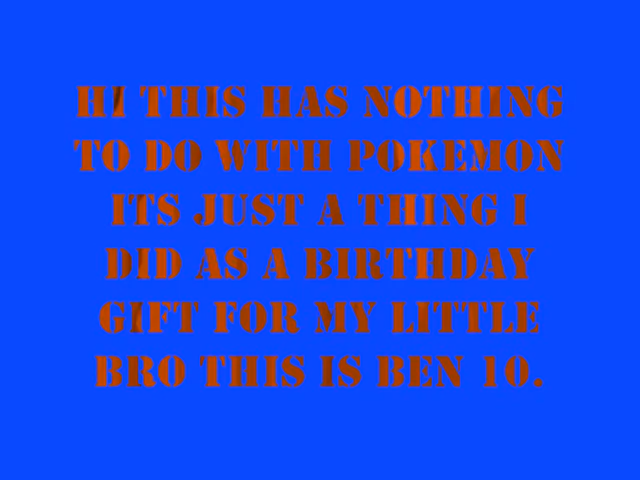 HI THIS HAS NOTHING
TO DO WITH POKEMON
ITS JUST A THING I
DID AS A BIRTHDAY
GIFT FOR MY LITTLE
BRO THIS IS BEN 10.